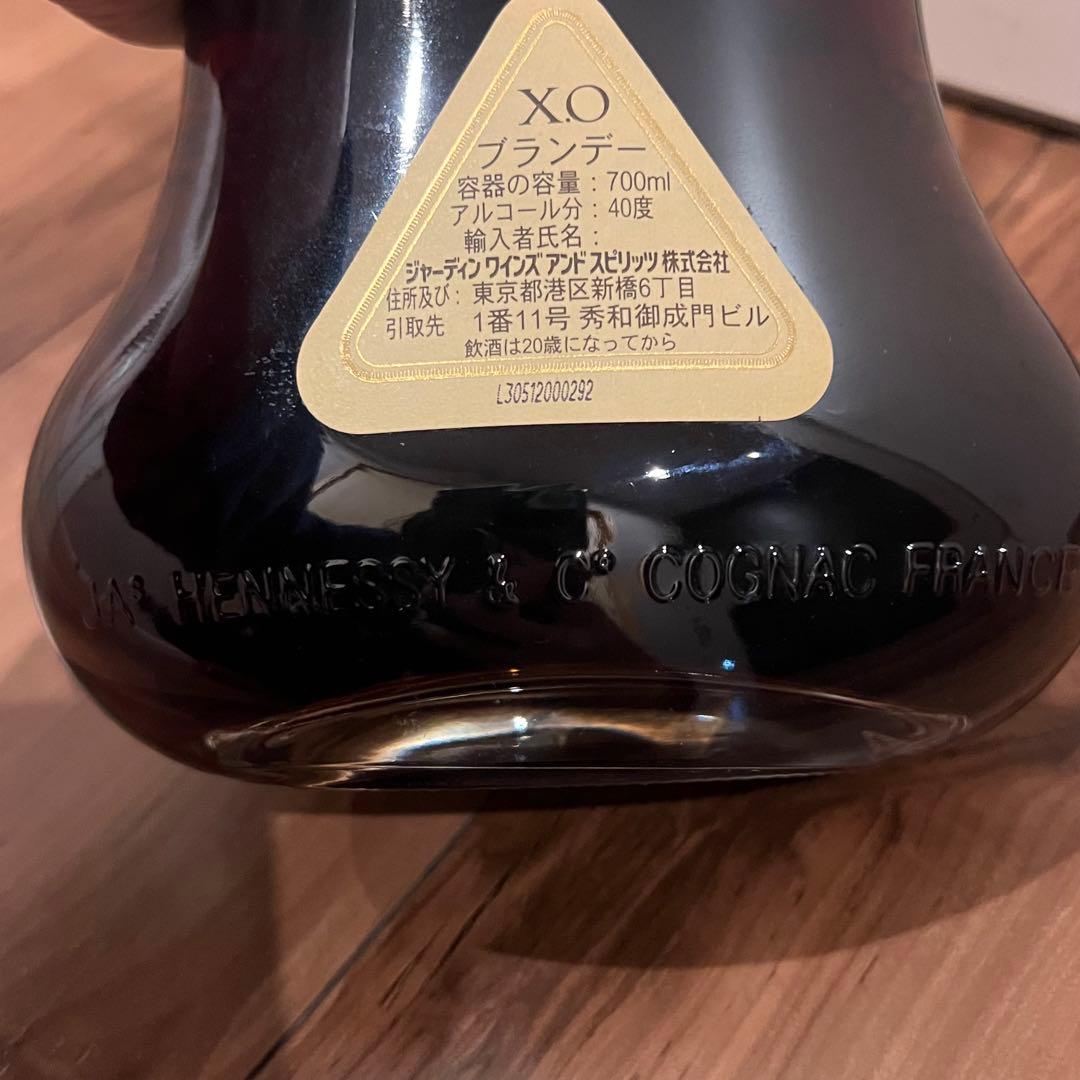 X.O
ブランデー
容器の容量：700ml
アルコール分：40度
輸入者氏名：
ジャーディン ワインズ アンド スピリッツ 株式会社
住所及び：東京都港区新橋6丁目
引取先 1番11号 秀和御成門ビル
飲酒は20歳になってから
L30512000292
JAS HENNESSY & Co COGNAC FRANCE